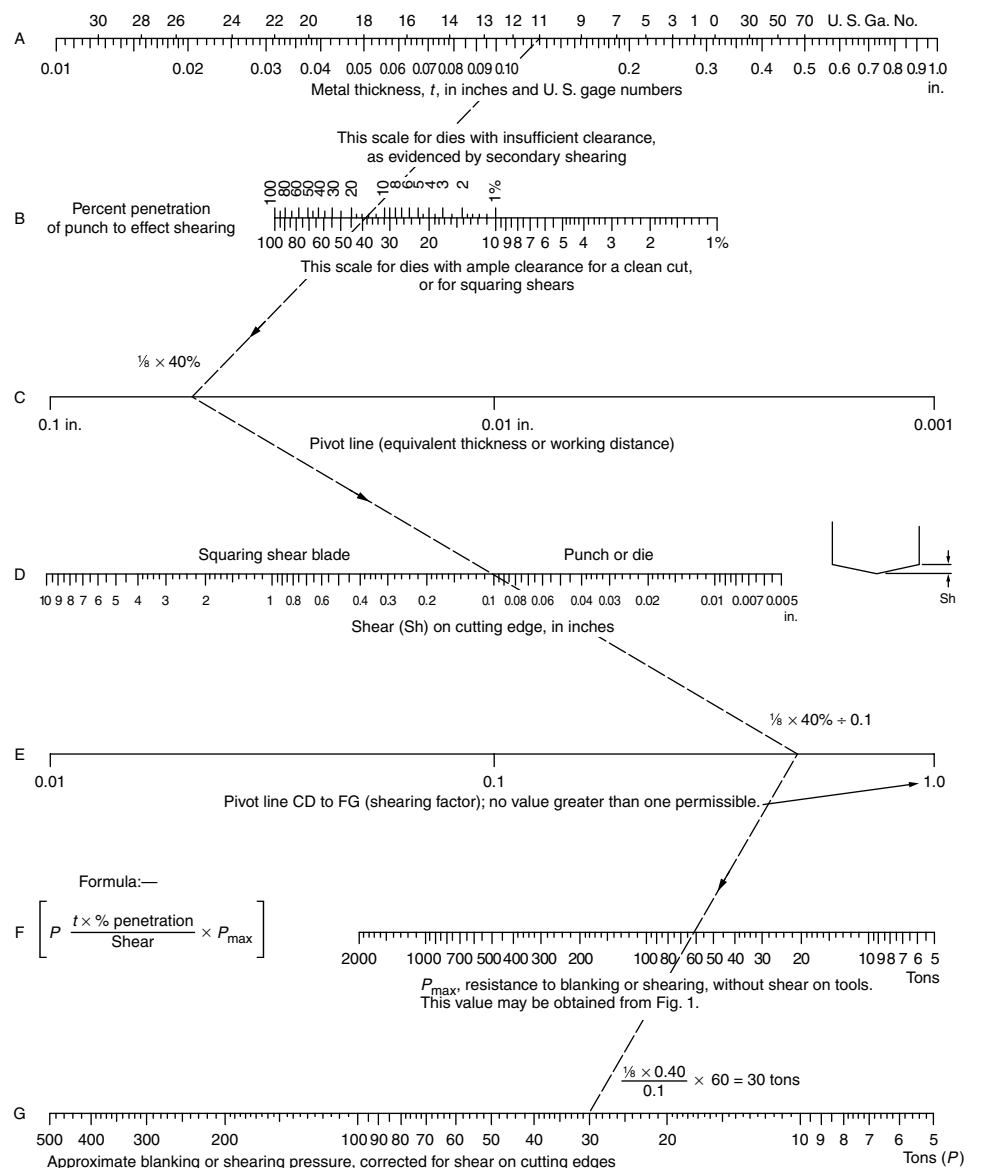 30 28 26 24 22 20 18 16 14 13 12 11 9 7 5 3 1 0 30 50 70 U. S. Ga. No.
A
0.01 0.02 0.03 0.04 0.05 0.06 0.07 0.08 0.09 0.10 0.2 0.3 0.4 0.5 0.6 0.7 0.8 0.9 1.0
Metal thickness, t, in inches and U. S. gage numbers in.
This scale for dies with insufficient clearance,
as evidenced by secondary shearing
100 80 60 50 40 30 20 10 8 6 5 4 3 2 1%
Percent penetration
of punch to effect shearing
B
100 80 60 50 40 30 20 10 9 8 7 6 5 4 3 2 1%
This scale for dies with ample clearance for a clean cut,
or for squaring shears
⅛ × 40%
C
0.1 in. 0.01 in. 0.001
Pivot line (equivalent thickness or working distance)
Squaring shear blade Punch or die
D
10 9 8 7 6 5 4 3 2 1 0.8 0.6 0.4 0.3 0.2 0.1 0.08 0.06 0.04 0.03 0.02 0.01 0.007 0.005
in.
Sh
Shear (Sh) on cutting edge, in inches
⅛ × 40% ÷ 0.1
E
0.01 0.1 1.0
Pivot line CD to FG (shearing factor); no value greater than one permissible.
Formula:—
F [P t × % penetration / Shear × Pmax]
2000 1000 700 500 400 300 200 100 80 60 50 40 30 20 10 9 8 7 6 5
Tons
Pmax, resistance to blanking or shearing, without shear on tools.
This value may be obtained from Fig. 1.
⅛ × 0.40 / 0.1 × 60 = 30 tons
G
500 400 300 200 100 90 80 70 60 50 40 30 20 10 9 8 7 6 5
Approximate blanking or shearing pressure, corrected for shear on cutting edges Tons (P)